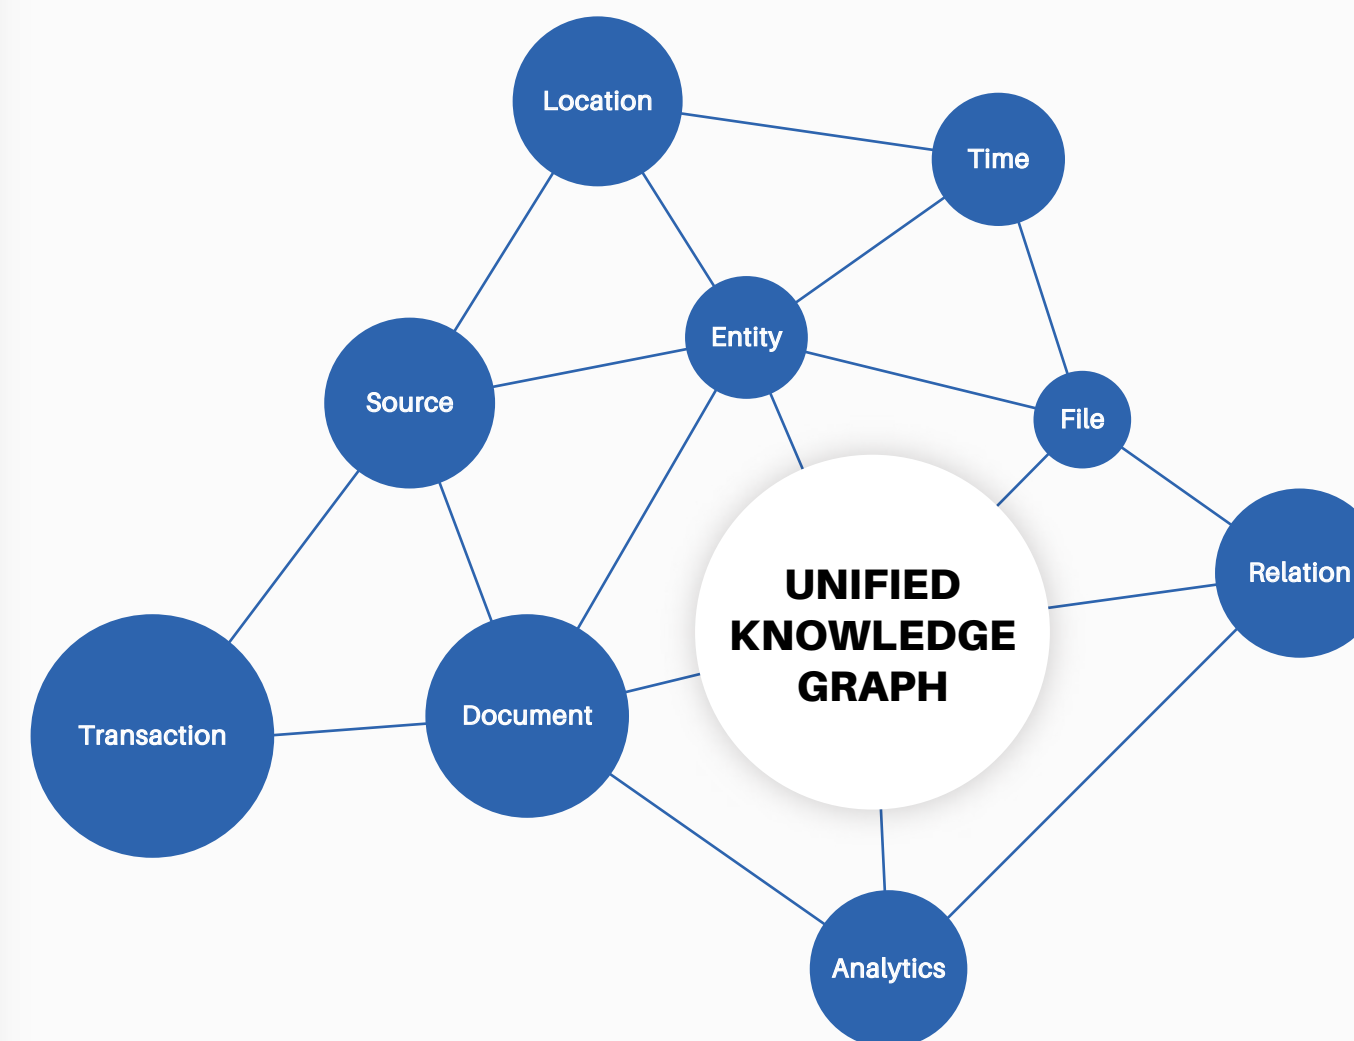 Location
Time
Entity
Source
File
UNIFIED
KNOWLEDGE
GRAPH
Relation
Transaction
Document
Analytics